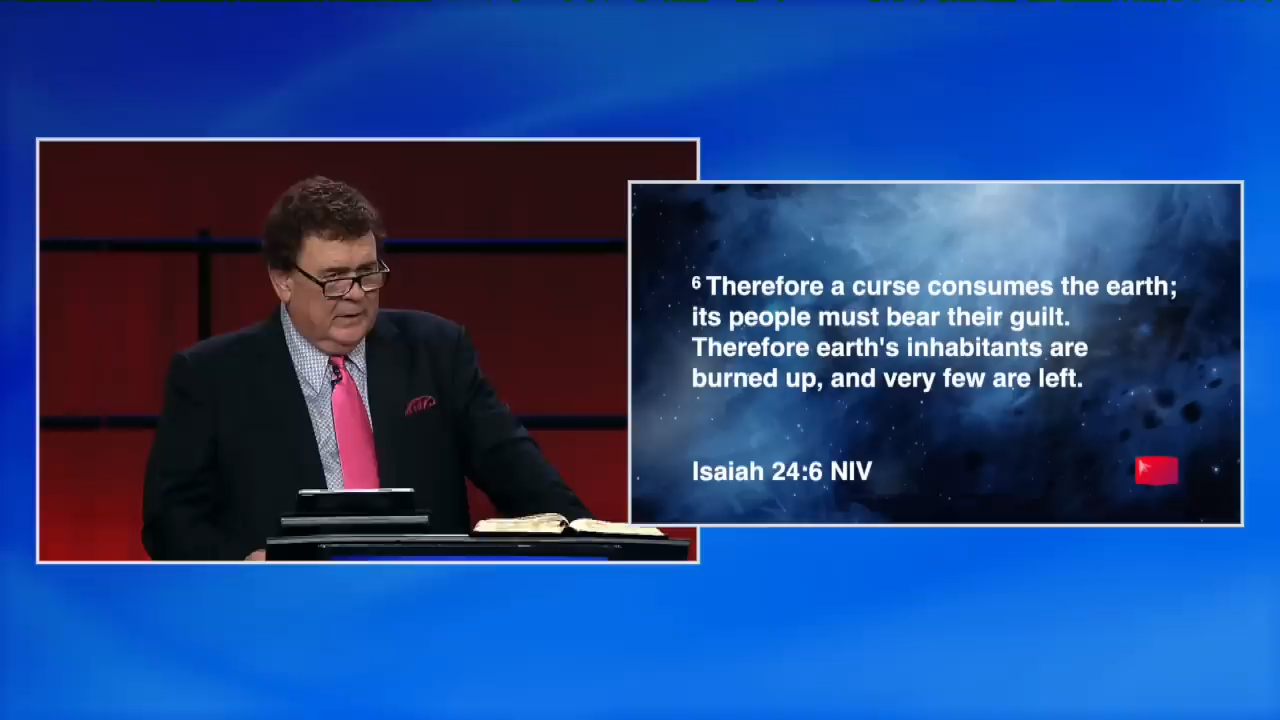 6 Therefore a curse consumes the earth;
its people must bear their guilt.
Therefore earth's inhabitants are
burned up, and very few are left.
Isaiah 24:6 NIV